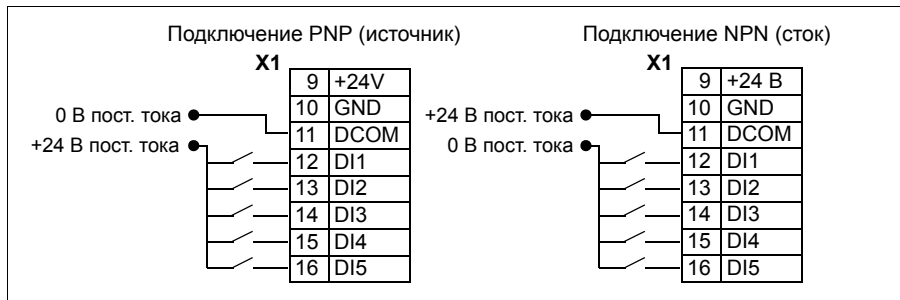 Подключение PNP (источник)
X1
9 +24V
10 GND
11 DCOM
12 DI1
13 DI2
14 DI3
15 DI4
16 DI5
0 В пост. тока
+24 В пост. тока
Подключение NPN (сток)
X1
9 +24 В
10 GND
11 DCOM
12 DI1
13 DI2
14 DI3
15 DI4
16 DI5
+24 В пост. тока
0 В пост. тока